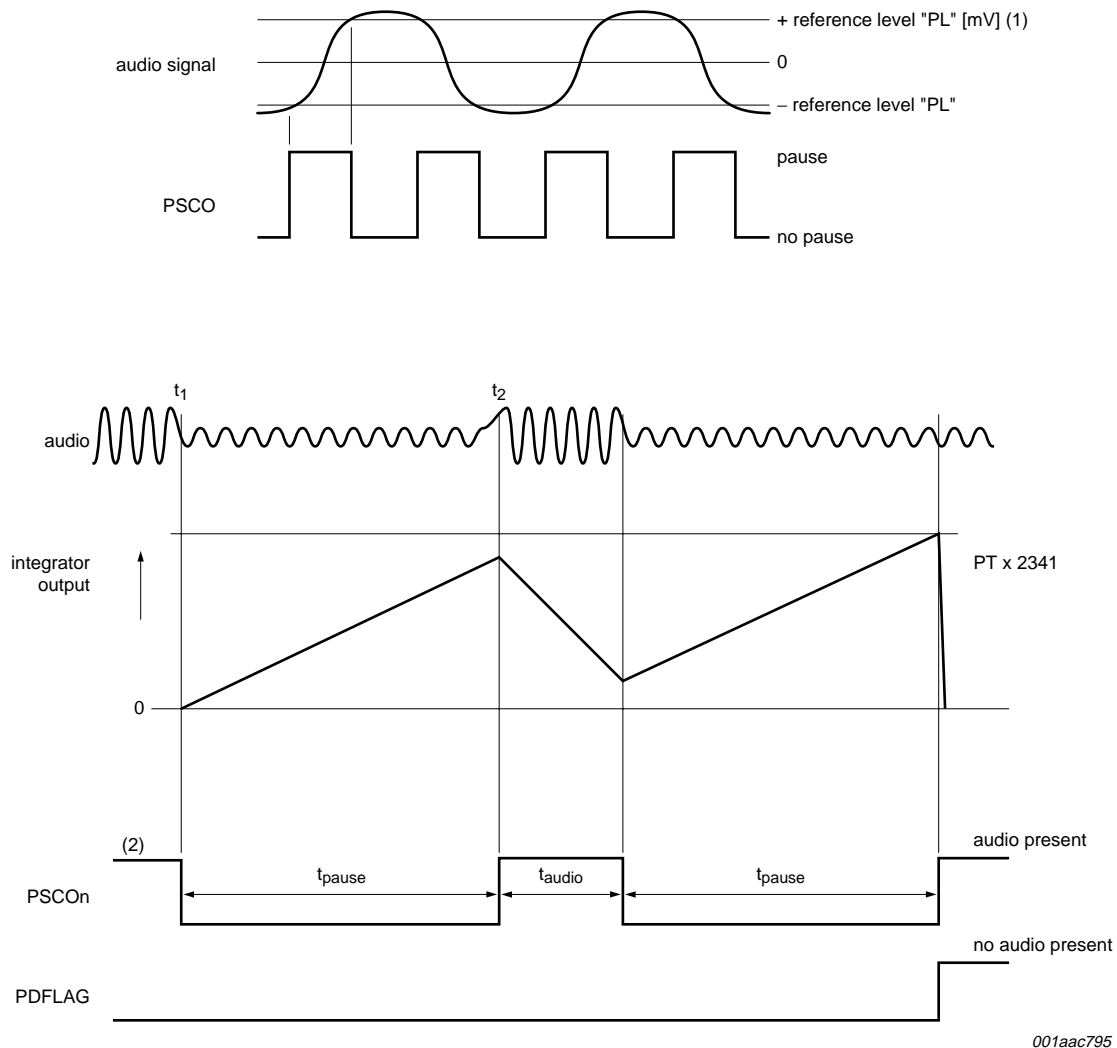 + reference level "PL" [mV] (1)
audio signal
0
− reference level "PL"
pause
PSCO
no pause
t1
t2
audio
integrator
output
PT x 2341
0
(2)
audio present
tpause
taudio
tpause
PSCOn
no audio present
PDFLAG
001aac795